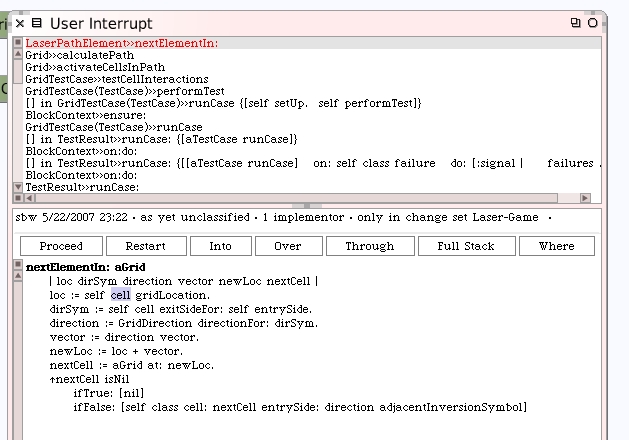 User Interrupt
LaserPathElement>>nextElementIn:
Grid>>calculatePath
Grid>>activateCellsInPath
GridTestCase>>testCellInteractions
GridTestCase(TestCase)>>performTest
[] in GridTestCase(TestCase)>>runCase {[self setUp.  self performTest]}
BlockContext>>ensure:
GridTestCase(TestCase)>>runCase
[] in TestResult>>runCase: {[aTestCase runCase]}
BlockContext>>on:do:
[] in TestResult>>runCase: {[[aTestCase runCase]   on: self class failure   do: [:signal |     failures .
BlockContext>>on:do:
TestResult>>runCase:
sbw 5/22/2007 23:22 · as yet unclassified · 1 implementor · only in change set Laser-Game ·
Proceed Restart Into Over Through Full Stack Where
nextElementIn: aGrid
| loc dirSym direction vector newLoc nextCell |
loc := self cell gridLocation.
dirSym := self cell exitSideFor: self entrySide.
direction := GridDirection directionFor: dirSym.
vector := direction vector.
newLoc := loc + vector.
nextCell := aGrid at: newLoc.
↑nextCell isNil
ifTrue: [nil]
ifFalse: [self class cell: nextCell entrySide: direction adjacentInversionSymbol]